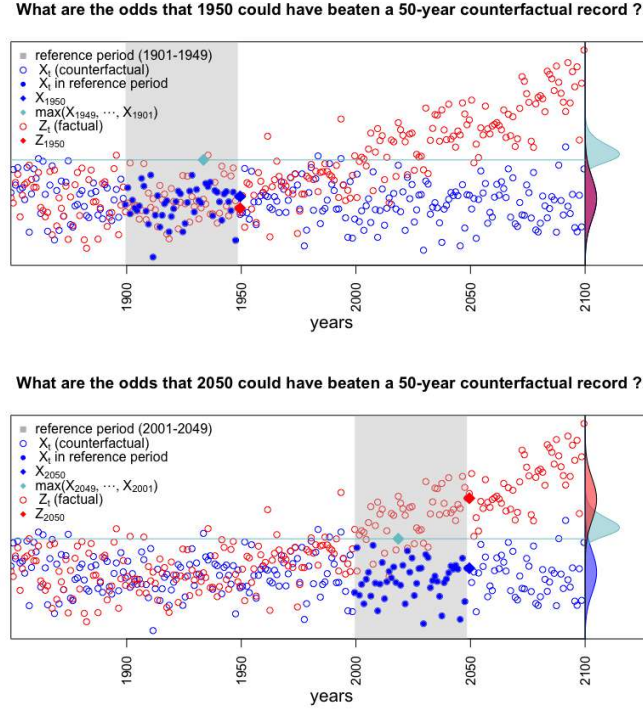 What are the odds that 1950 could have beaten a 50-year counterfactual record ?
reference period (1901-1949)
Xt (counterfactual)
Xt in reference period
X1950
max(X1949, ⋯, X1901)
Zt (factual)
Z1950
1900
1950
2000
2050
2100
years
What are the odds that 2050 could have beaten a 50-year counterfactual record ?
reference period (2001-2049)
Xt (counterfactual)
Xt in reference period
X2050
max(X2049, ⋯, X2001)
Zt (factual)
Z2050
1900
1950
2000
2050
2100
years